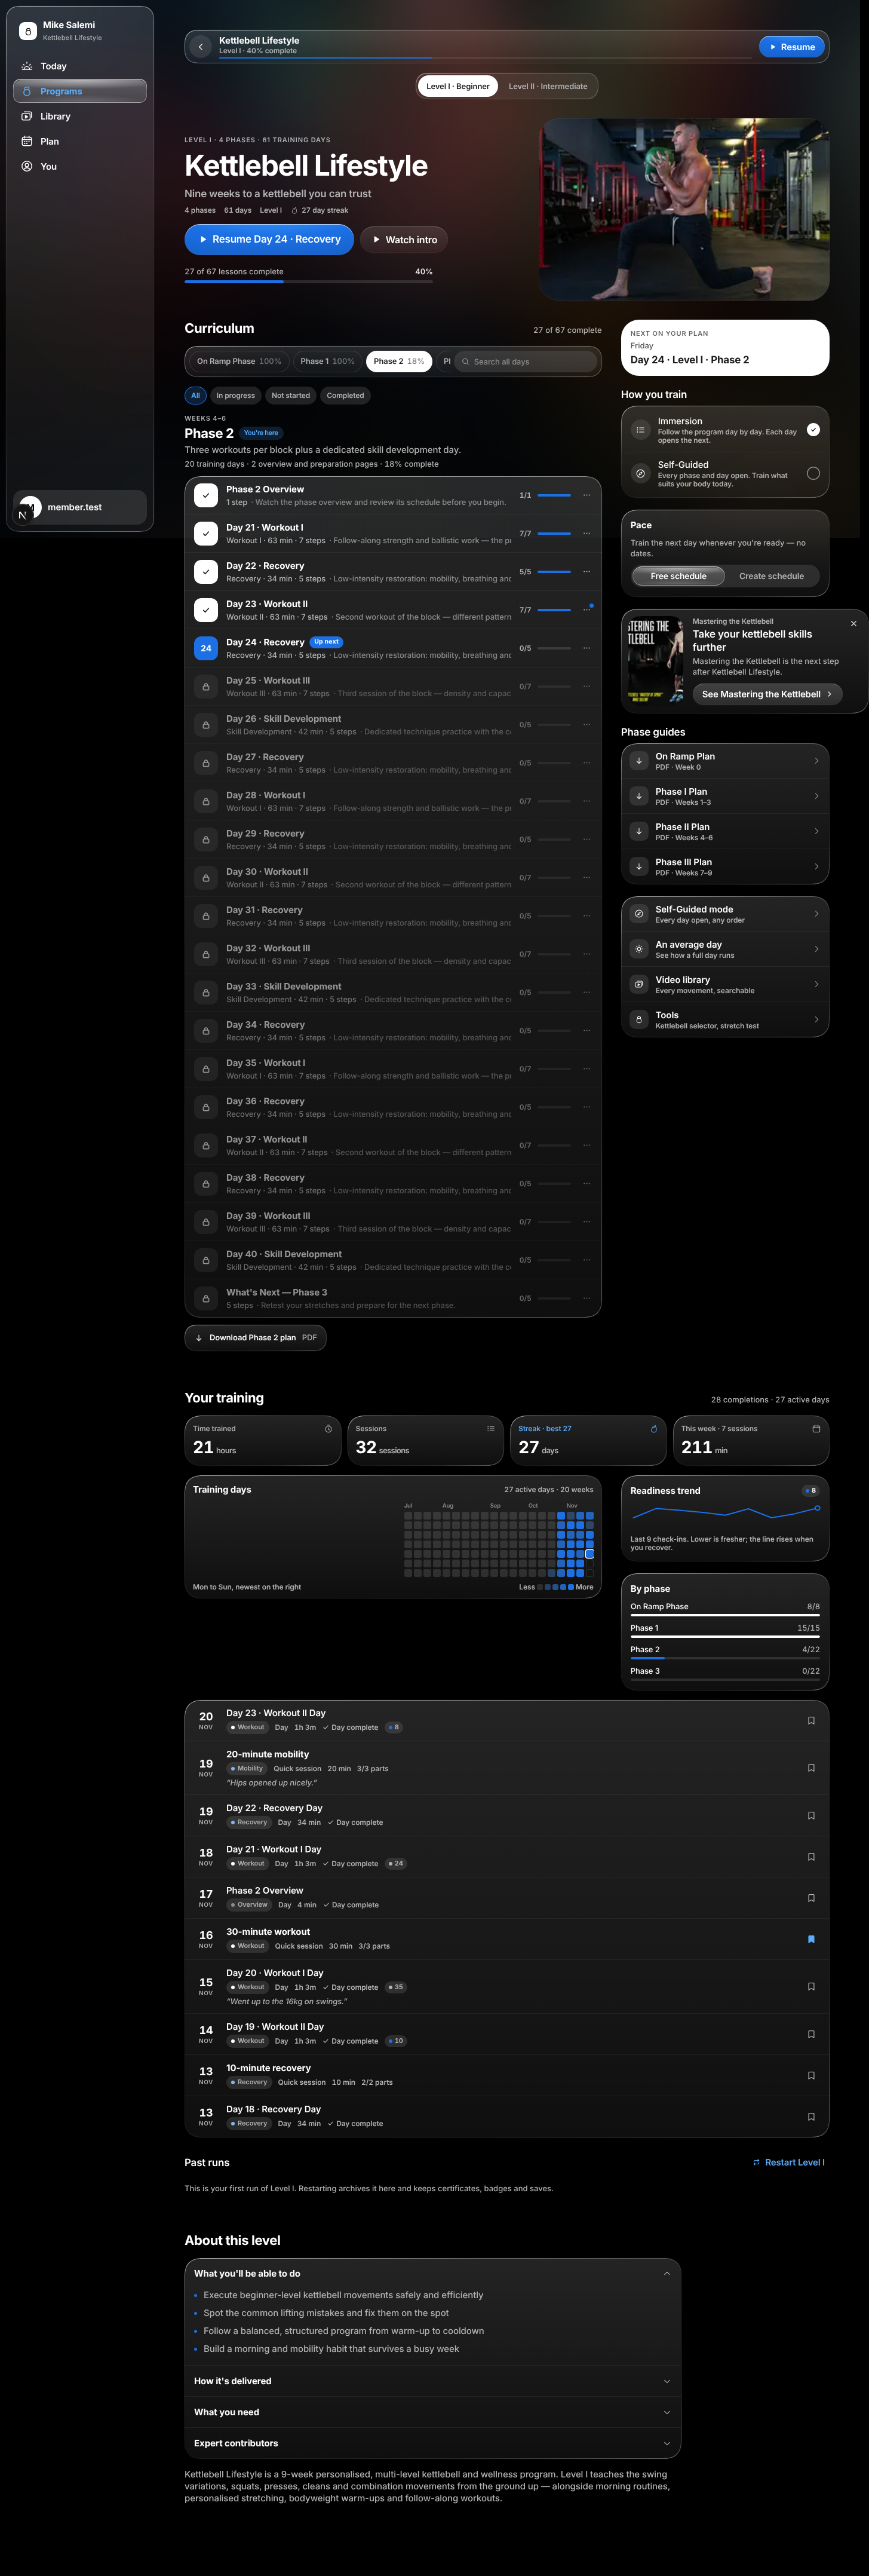 Mike Salemi
Kettlebell Lifestyle
Today
Programs
Library
Plan
You
N
member.test
Kettlebell Lifestyle
Level I · 40% complete
Resume
Level I · Beginner
Level II · Intermediate
LEVEL I · 4 PHASES · 61 TRAINING DAYS
Kettlebell Lifestyle
Nine weeks to a kettlebell you can trust
4 phases 61 days Level I 27 day streak
Resume Day 24 · Recovery
Watch intro
27 of 67 lessons complete 40%
Curriculum
27 of 67 complete
On Ramp Phase 100%
Phase 1 100%
Phase 2 18%
Search all days
All
In progress
Not started
Completed
WEEKS 4–6
Phase 2 You're here
Three workouts per block plus a dedicated skill development day.
20 training days · 2 overview and preparation pages · 18% complete
Phase 2 Overview
1 step · Watch the phase overview and review its schedule before you begin.
1/1
Day 21 · Workout I
Workout I · 63 min · 7 steps · Follow-along strength and ballistic work — the
7/7
Day 22 · Recovery
Recovery · 34 min · 5 steps · Low-intensity restoration: mobility, breathing
5/5
Day 23 · Workout II
Workout II · 63 min · 7 steps · Second workout of the block — different pattern
7/7
24
Day 24 · Recovery Up next
Recovery · 34 min · 5 steps · Low-intensity restoration: mobility, breathing
0/5
Day 25 · Workout III
Workout III · 63 min · 7 steps · Third session of the block — density and
0/7
Day 26 · Skill Development
Skill Development · 42 min · 5 steps · Dedicated technique practice with the
0/5
Day 27 · Recovery
Recovery · 34 min · 5 steps · Low-intensity restoration: mobility, breathing
0/5
Day 28 · Workout I
Workout I · 63 min · 7 steps · Follow-along strength and ballistic work — the
0/7
Day 29 · Recovery
Recovery · 34 min · 5 steps · Low-intensity restoration: mobility, breathing
0/5
Day 30 · Workout II
Workout II · 63 min · 7 steps · Second workout of the block — different pattern
0/7
Day 31 · Recovery
Recovery · 34 min · 5 steps · Low-intensity restoration: mobility, breathing
0/5
Day 32 · Workout III
Workout III · 63 min · 7 steps · Third session of the block — density and
0/7
Day 33 · Skill Development
Skill Development · 42 min · 5 steps · Dedicated technique practice with the
0/5
Day 34 · Recovery
Recovery · 34 min · 5 steps · Low-intensity restoration: mobility, breathing
0/5
Day 35 · Workout I
Workout I · 63 min · 7 steps · Follow-along strength and ballistic work — the
0/7
Day 36 · Recovery
Recovery · 34 min · 5 steps · Low-intensity restoration: mobility, breathing
0/5
Day 37 · Workout II
Workout II · 63 min · 7 steps · Second workout of the block — different pattern
0/7
Day 38 · Recovery
Recovery · 34 min · 5 steps · Low-intensity restoration: mobility, breathing
0/5
Day 39 · Workout III
Workout III · 63 min · 7 steps · Third session of the block — density and
0/7
Day 40 · Skill Development
Skill Development · 42 min · 5 steps · Dedicated technique practice with the
0/5
What's Next — Phase 3
5 steps · Retest your stretches and prepare for the next phase.
0/5
Download Phase 2 plan PDF
NEXT ON YOUR PLAN
Friday
Day 24 · Level I · Phase 2
How you train
Immersion
Follow the program day by day. Each day
opens the next.
Self-Guided
Every phase and day open. Train what
suits your body today.
Pace
Train the next day whenever you're ready — no
dates.
Free schedule
Create schedule
Mastering the Kettlebell
Take your kettlebell skills
further
Mastering the Kettlebell is the next step
after Kettlebell Lifestyle.
See Mastering the Kettlebell
Phase guides
On Ramp Plan
PDF · Week 0
Phase I Plan
PDF · Weeks 1–3
Phase II Plan
PDF · Weeks 4–6
Phase III Plan
PDF · Weeks 7–9
Self-Guided mode
Every day open, any order
An average day
See how a full day runs
Video library
Every movement, searchable
Tools
Kettlebell selector, stretch test
Your training
28 completions · 27 active days
Time trained
21 hours
Sessions
32 sessions
Streak · best 27
27 days
This week · 7 sessions
211 min
Training days
27 active days · 20 weeks
Jul Aug Sep Oct Nov
Mon to Sun, newest on the right
Less More
Readiness trend 8
Last 9 check-ins. Lower is fresher; the line rises when
you recover.
By phase
On Ramp Phase 8/8
Phase 1 15/15
Phase 2 4/22
Phase 3 0/22
20 NOV
Day 23 · Workout II Day
Workout Day 1h 3m Day complete 8
19 NOV
20-minute mobility
Mobility Quick session 20 min 3/3 parts
“Hips opened up nicely.”
19 NOV
Day 22 · Recovery Day
Recovery Day 34 min Day complete
18 NOV
Day 21 · Workout I Day
Workout Day 1h 3m Day complete 24
17 NOV
Phase 2 Overview
Overview Day 4 min Day complete
16 NOV
30-minute workout
Workout Quick session 30 min 3/3 parts
15 NOV
Day 20 · Workout I Day
Workout Day 1h 3m Day complete 35
“Went up to the 16kg on swings.”
14 NOV
Day 19 · Workout II Day
Workout Day 1h 3m Day complete 10
13 NOV
10-minute recovery
Recovery Quick session 10 min 2/2 parts
13 NOV
Day 18 · Recovery Day
Recovery Day 34 min Day complete
Past runs
Restart Level I
This is your first run of Level I. Restarting archives it here and keeps certificates, badges and saves.
About this level
What you'll be able to do
Execute beginner-level kettlebell movements safely and efficiently
Spot the common lifting mistakes and fix them on the spot
Follow a balanced, structured program from warm-up to cooldown
Build a morning and mobility habit that survives a busy week
How it's delivered
What you need
Expert contributors
Kettlebell Lifestyle is a 9-week personalised, multi-level kettlebell and wellness program. Level I teaches the swing
variations, squats, presses, cleans and combination movements from the ground up — alongside morning routines,
personalised stretching, bodyweight warm-ups and follow-along workouts.